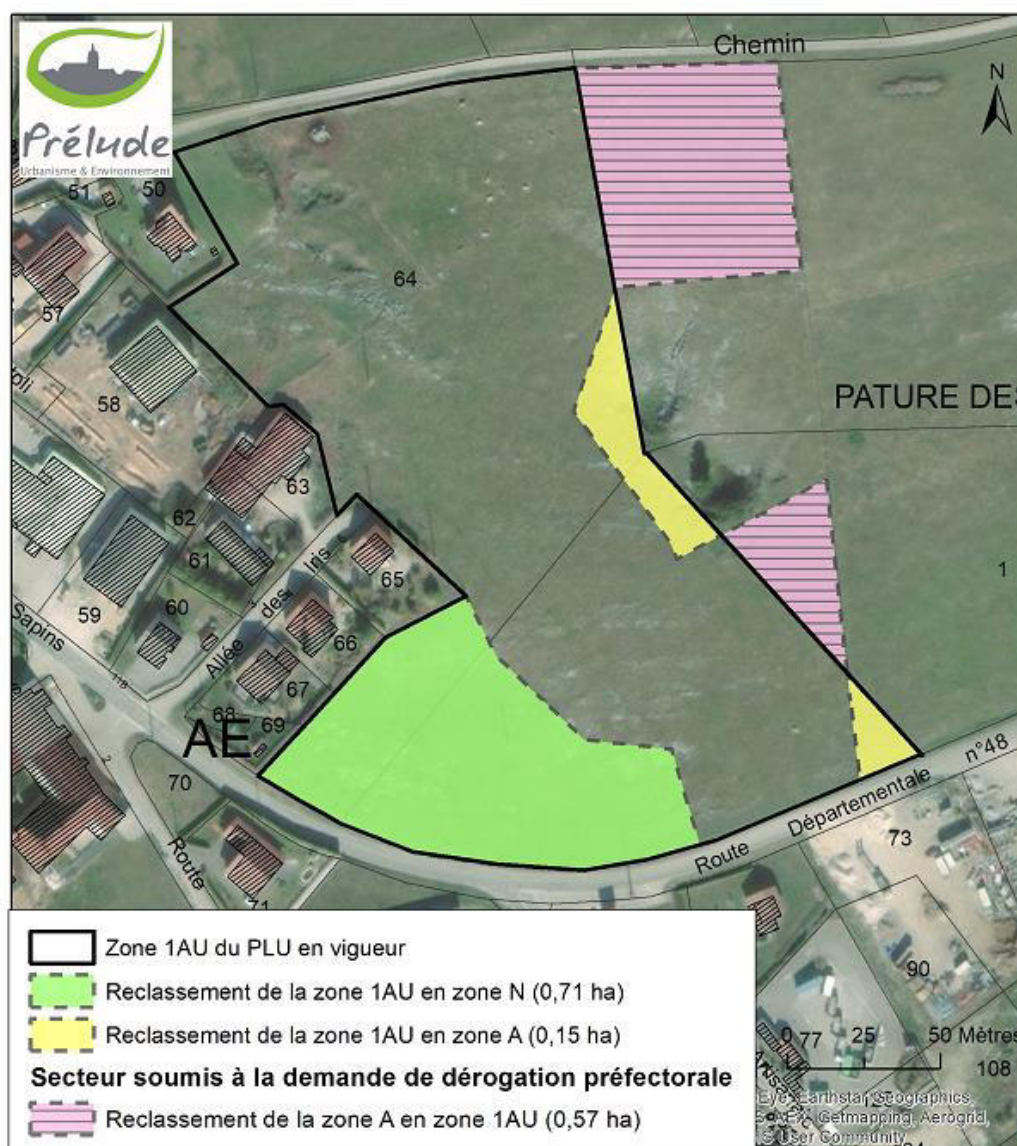 Prélude
Urbanisme & Environnement
Chemin
N
51
50
64
57
58
PATURE DES
63
62
61
65
59
60
Allée des Iris
66
1
67
Sapins
118
68
69
AE
70
2
Route
Route Départementale n°48
73
71
90
Zone 1AU du PLU en vigueur
Reclassement de la zone 1AU en zone N (0,71 ha)
Reclassement de la zone 1AU en zone A (0,15 ha)
0 25 50 Mètres
77
108
Secteur soumis à la demande de dérogation préfectorale
Reclassement de la zone A en zone 1AU (0,57 ha)
Eye, Earthstar Geographics,
Getmapping, Aerogrid,
User Community